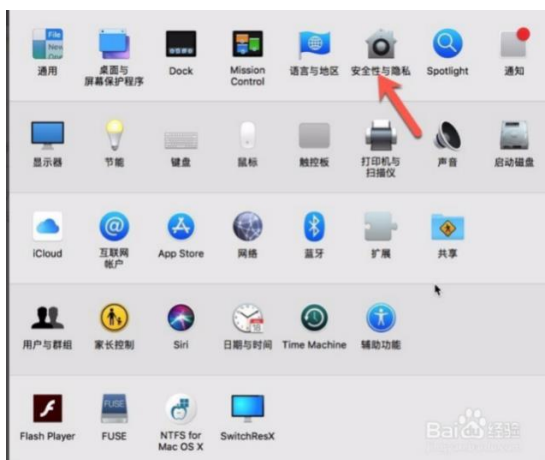 File
New
通用
桌面与
屏幕保护程序
Dock
Mission
Control
语言与地区
安全性与隐私
Spotlight
通知
显示器
节能
键盘
鼠标
触控板
打印机与
扫描仪
声音
启动磁盘
iCloud
互联网
帐户
App Store
网络
蓝牙
扩展
共享
用户与群组
家长控制
Siri
日期与时间
Time Machine
辅助功能
FUSE
Flash Player
FUSE
NTFS for
Mac OS X
SwitchResX
Baidu 经验